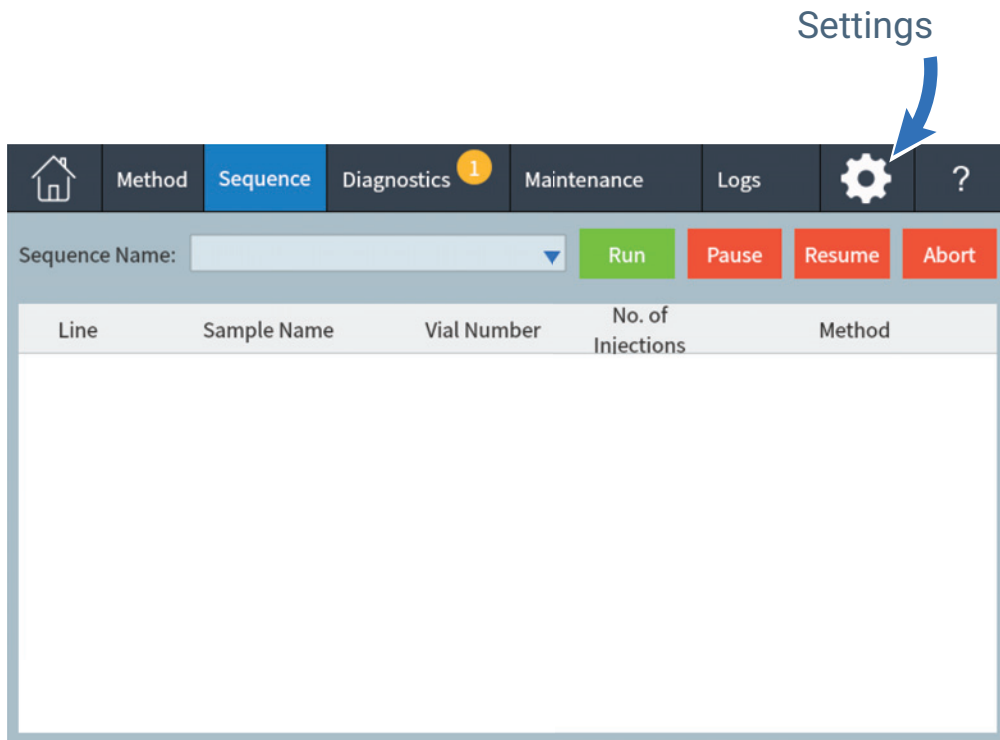 Settings
Method Sequence Diagnostics 1 Maintenance Logs ?
Sequence Name: Run Pause Resume Abort
Line Sample Name Vial Number No. of Injections Method